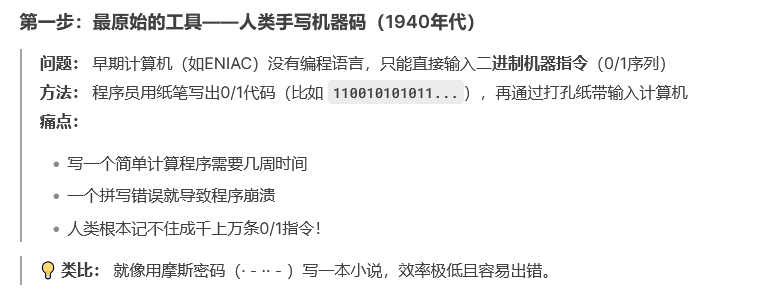 第一步：最原始的工具——人类手写机器码（1940年代）
问题： 早期计算机（如ENIAC）没有编程语言，只能直接输入二进制机器指令（0/1序列）
方法： 程序员用纸笔写出0/1代码（比如 110010101011... ），再通过打孔纸带输入计算机
痛点：
• 写一个简单计算程序需要几周时间
• 一个拼写错误就导致程序崩溃
• 人类根本记不住成千上万条0/1指令！
💡 类比： 就像用摩斯密码（· - ·· - ）写一本小说，效率极低且容易出错。